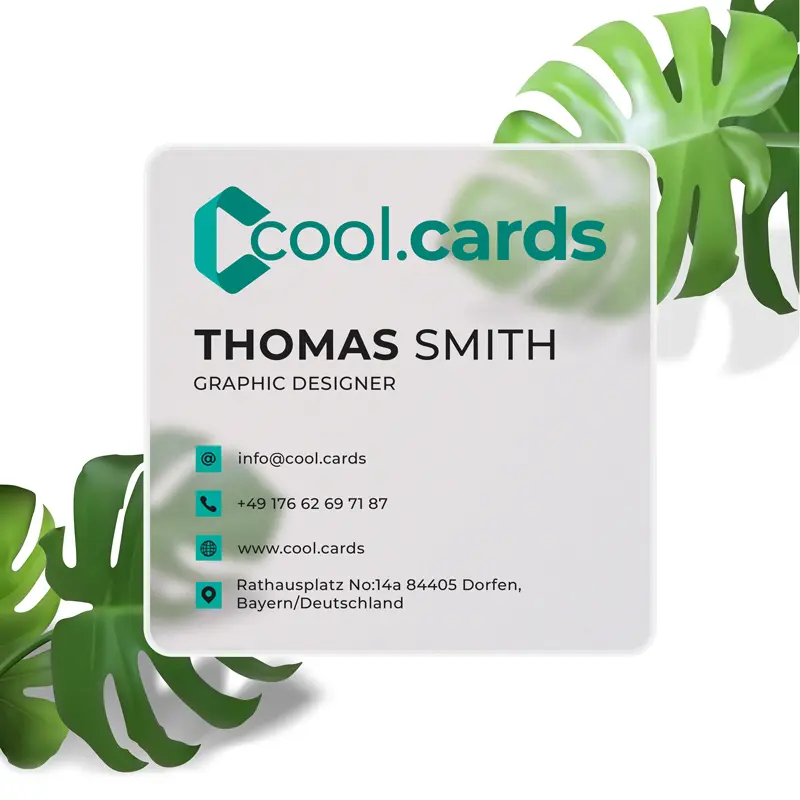 cool.cards
THOMAS SMITH
GRAPHIC DESIGNER
info@cool.cards
+49 176 62 69 71 87
www.cool.cards
Rathausplatz No:14a 84405 Dorfen,
Bayern/Deutschland